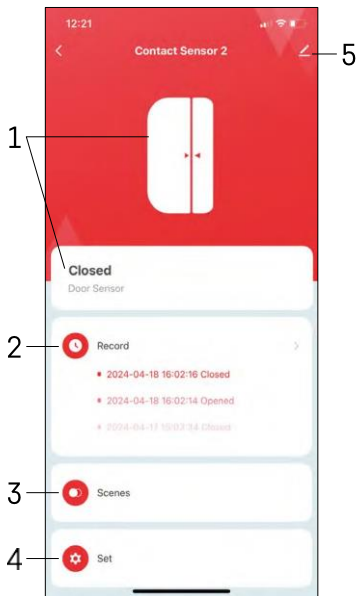 12:21
Contact Sensor 2
5
1
Closed
Door Sensor
2
Record
2024-04-18 16:02:16 Closed
2024-04-18 16:02:14 Opened
3
Scenes
4
Set